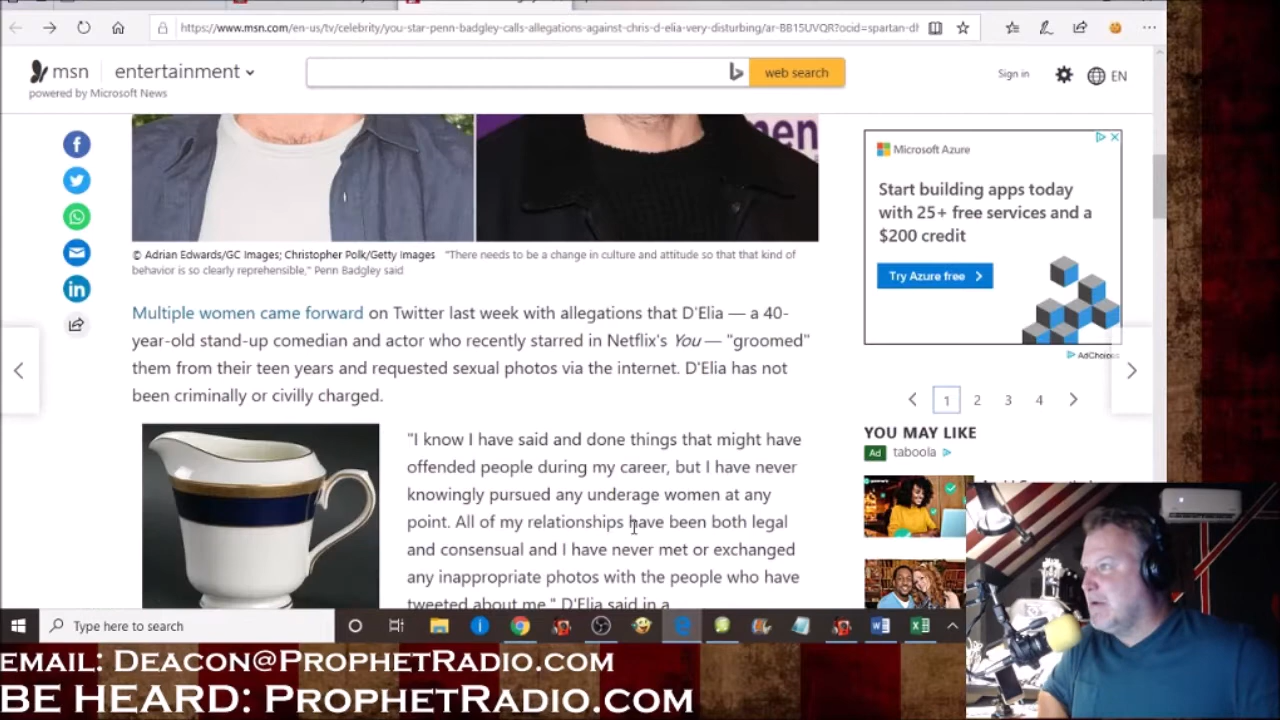 https://www.msn.com/en-us/tv/celebrity/you-star-penn-badgley-calls-allegations-against-chris-d-elia-very-disturbing/ar-BB15UVQR?ocid=spartan-dh
msn entertainment
web search
Sign in
EN
powered by Microsoft News
men
Microsoft Azure
Start building apps today
with 25+ free services and a
$200 credit
Try Azure free
AdChoices
© Adrian Edwards/GC Images; Christopher Polk/Getty Images "There needs to be a change in culture and attitude so that that kind of
behavior is so clearly reprehensible," Penn Badgley said
Multiple women came forward on Twitter last week with allegations that D'Elia — a 40-
year-old stand-up comedian and actor who recently starred in Netflix's You — "groomed"
them from their teen years and requested sexual photos via the internet. D'Elia has not
been criminally or civilly charged.
1 2 3 4
YOU MAY LIKE
Ad taboola
"I know I have said and done things that might have
offended people during my career, but I have never
knowingly pursued any underage women at any
point. All of my relationships have been both legal
and consensual and I have never met or exchanged
any inappropriate photos with the people who have
tweeted about me," D'Elia said in a
Type here to search
EMAIL: DEACON@PROPHETRADIO.COM
BE HEARD: PROPHETRADIO.COM